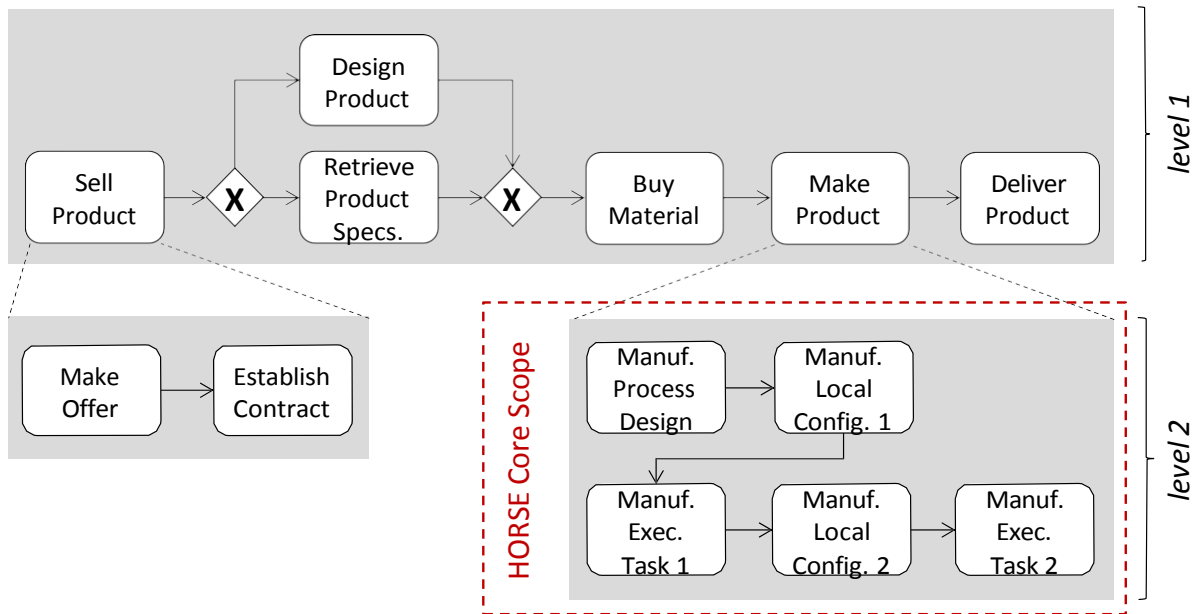 Design
Product
Sell
Product
X
Retrieve
Product
Specs.
X
Buy
Material
Make
Product
Deliver
Product
level 1
Make
Offer
Establish
Contract
HORSE Core Scope
Manuf.
Process
Design
Manuf.
Local
Config. 1
Manuf.
Exec.
Task 1
Manuf.
Local
Config. 2
Manuf.
Exec.
Task 2
level 2